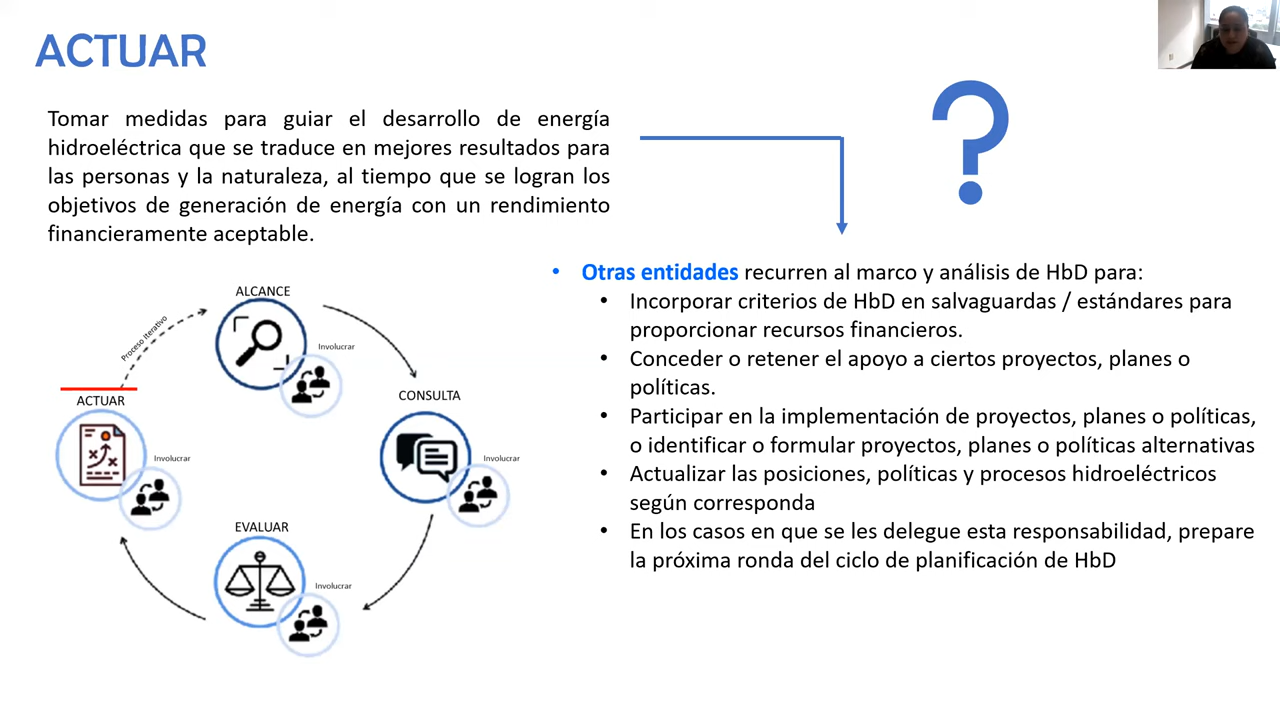 ACTUAR
Tomar medidas para guiar el desarrollo de energía
hidroeléctrica que se traduce en mejores resultados para
las personas y la naturaleza, al tiempo que se logran los
objetivos de generación de energía con un rendimiento
financieramente aceptable.
?
• Otras entidades recurren al marco y análisis de HbD para:
• Incorporar criterios de HbD en salvaguardas / estándares para
proporcionar recursos financieros.
• Conceder o retener el apoyo a ciertos proyectos, planes o
políticas.
• Participar en la implementación de proyectos, planes o políticas,
o identificar o formular proyectos, planes o políticas alternativas
• Actualizar las posiciones, políticas y procesos hidroeléctricos
según corresponda
• En los casos en que se les delegue esta responsabilidad, prepare
la próxima ronda del ciclo de planificación de HbD
ALCANCE
Proceso Iterativo
Involucrar
CONSULTA
Involucrar
EVALUAR
Involucrar
ACTUAR
Involucrar